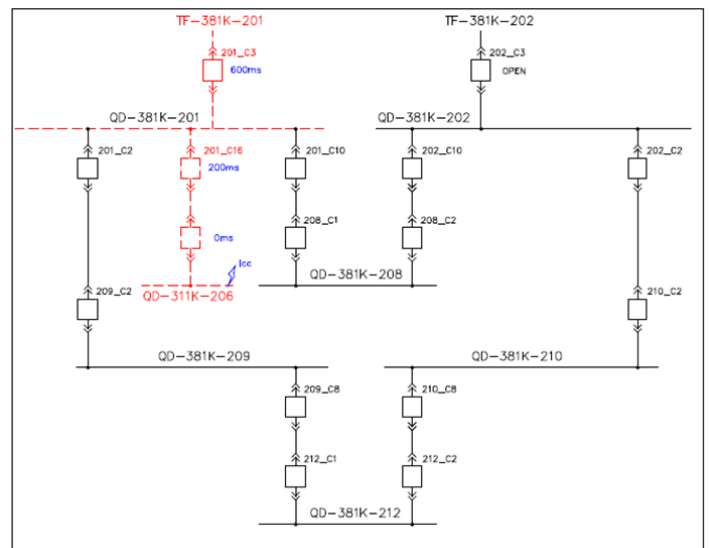 TF-381K-201
TF-381K-202
201_C3
202_C3
600ms
OPEN
QD-381K-201
QD-381K-202
201_C2
201_C16
201_C10
202_C10
202_C2
200ms
208_C1
208_C2
0ms
Icc
QD-381K-208
209_C2
QD-311K-206
210_C2
QD-381K-209
QD-381K-210
209_C8
210_C8
212_C1
212_C2
QD-381K-212